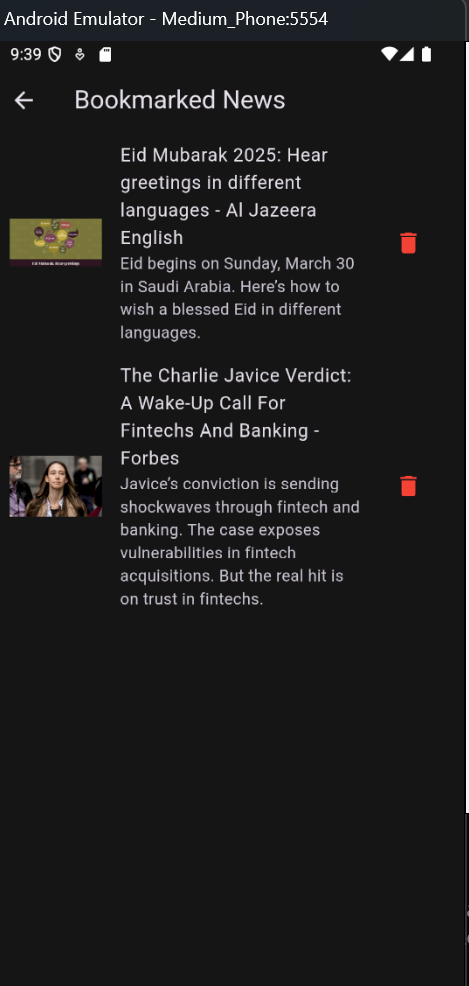 Android Emulator - Medium_Phone:5554
9:39
Bookmarked News
Eid Mubarak 2025: Hear
greetings in different
languages - Al Jazeera
English
Eid begins on Sunday, March 30
in Saudi Arabia. Here’s how to
wish a blessed Eid in different
languages.
The Charlie Javice Verdict:
A Wake-Up Call For
Fintechs And Banking -
Forbes
Javice’s conviction is sending
shockwaves through fintech and
banking. The case exposes
vulnerabilities in fintech
acquisitions. But the real hit is
on trust in fintechs.